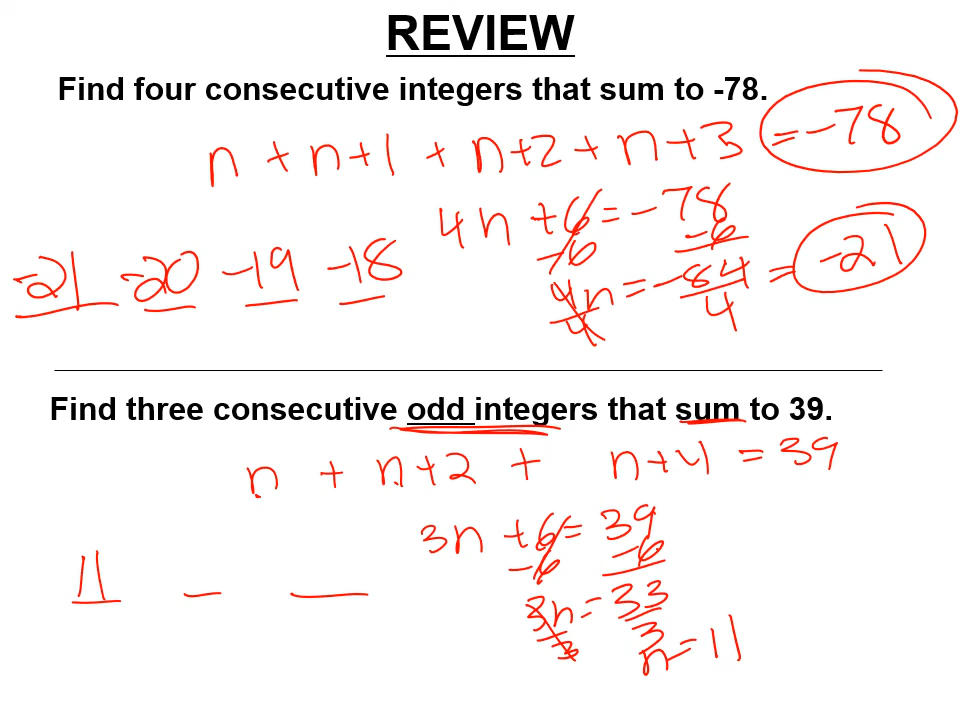 REVIEW
Find four consecutive integers that sum to -78.
n + n+1 + n+2 + n+3 = -78
4n + 6 = -78
-6 -6
-21 -20 -19 -18
4n = -84 = -21
4 4
Find three consecutive odd integers that sum to 39.
n + n+2 + n+4 = 39
3n + 6 = 39
-6 -6
11
3n = 33
3 3
n = 11